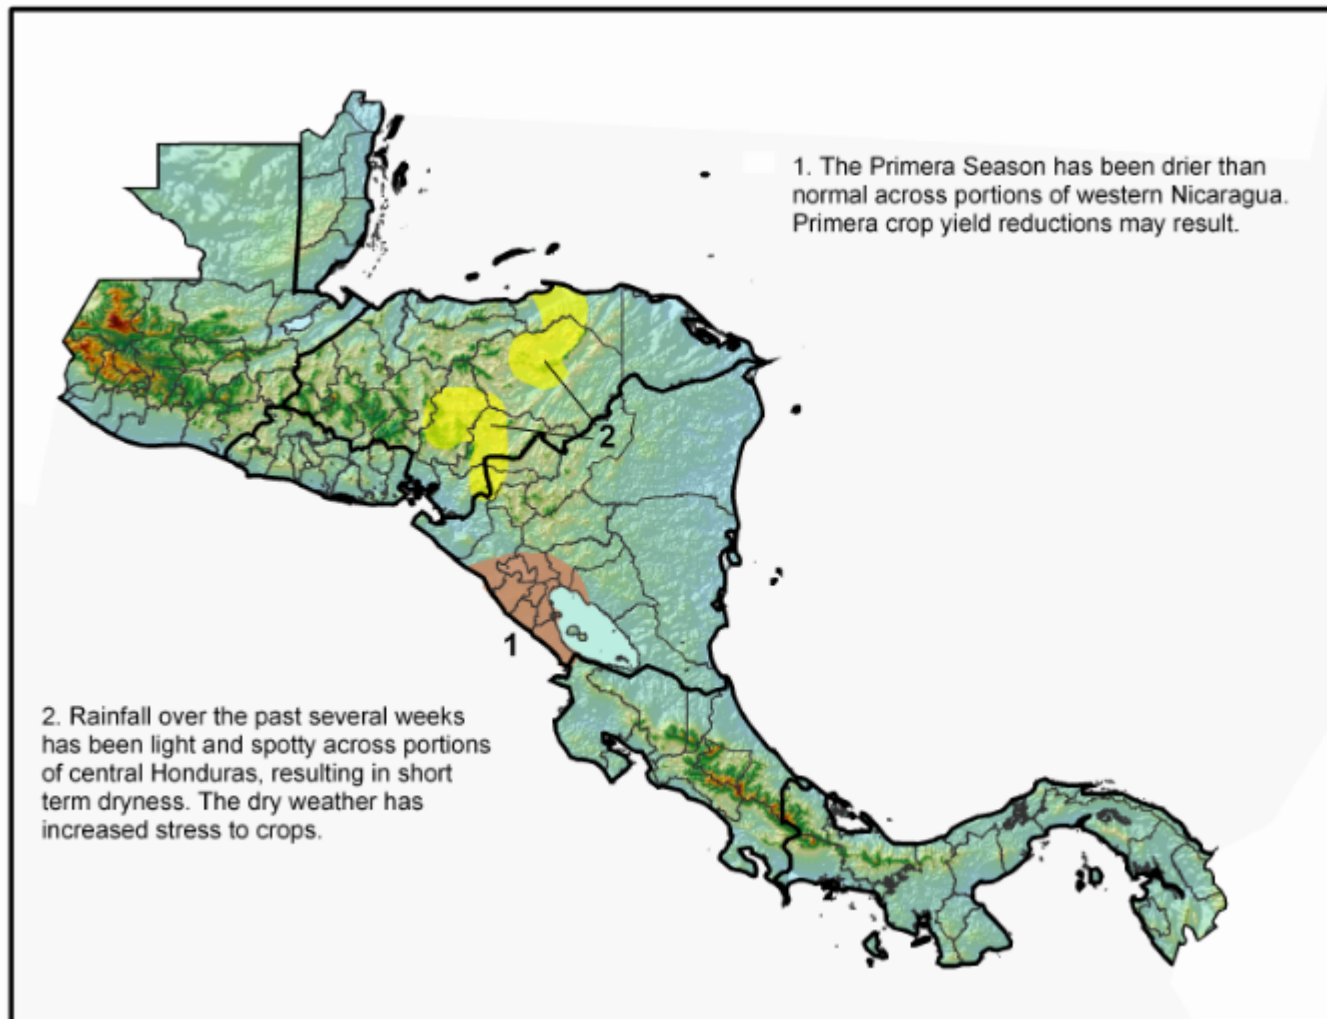 1. The Primera Season has been drier than
normal across portions of western Nicaragua.
Primera crop yield reductions may result.
2
1
2. Rainfall over the past several weeks
has been light and spotty across portions
of central Honduras, resulting in short
term dryness. The dry weather has
increased stress to crops.